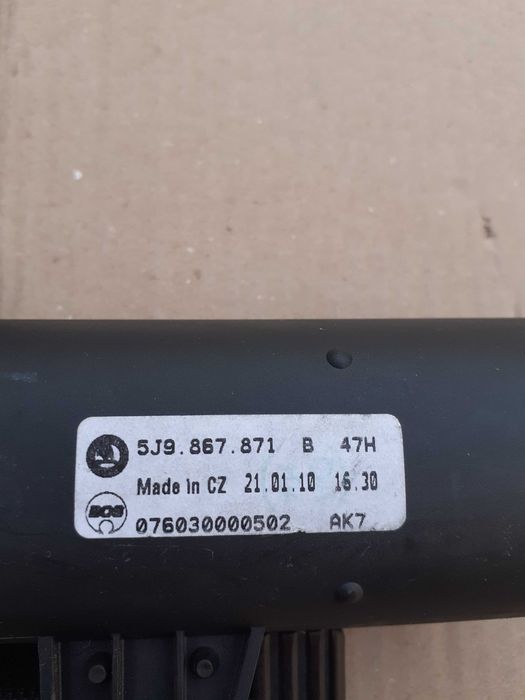 5J9.867.871 B 47H
Made in CZ 21.01.10 16.30
BOS
076030000502 AK7